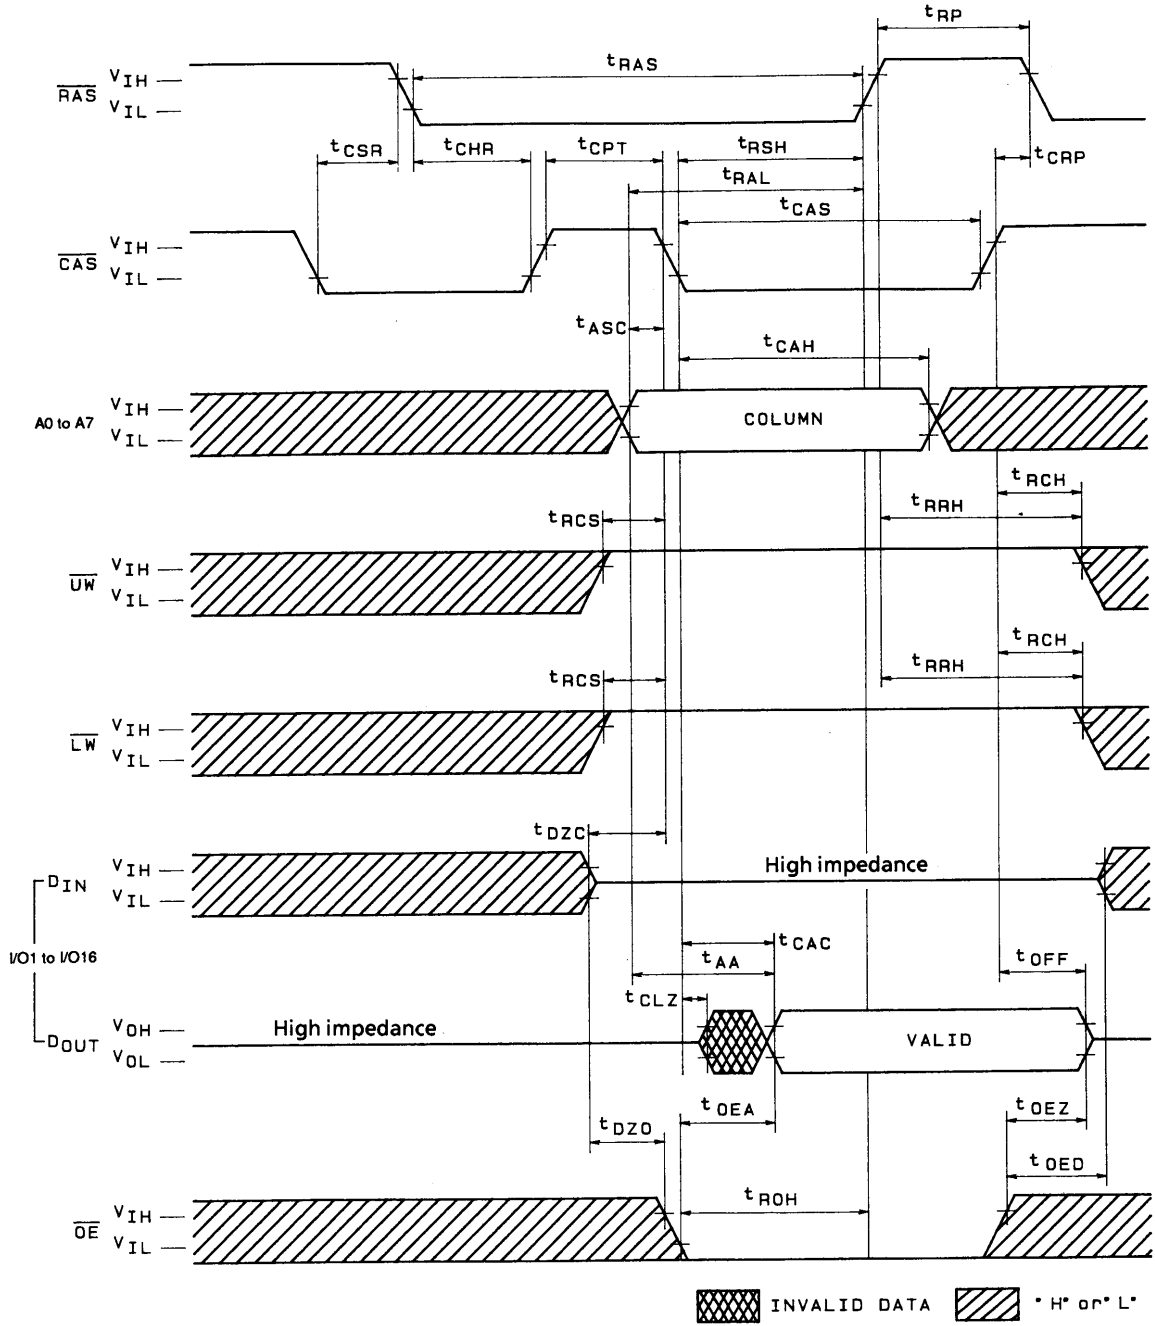 tRP
tRAS
RAS VIH
VIL
tCSR tCHR tCPT tRSH tCRP
tRAL
tCAS
CAS VIH
VIL
tASC
tCAH
A0 to A7 VIH COLUMN
VIL
tRCH
tRCS tRRH
UW VIH
VIL
tRCH
tRCS tRRH
LW VIH
VIL
tDZC
DIN VIH High impedance
VIL
I/O1 to I/O16
tCAC
tAA tOFF
tCLZ
DOUT VOH High impedance VALID
VOL
tOEA tOEZ
tDZO
tOED
tROH
OE VIH
VIL
INVALID DATA "H" or "L"